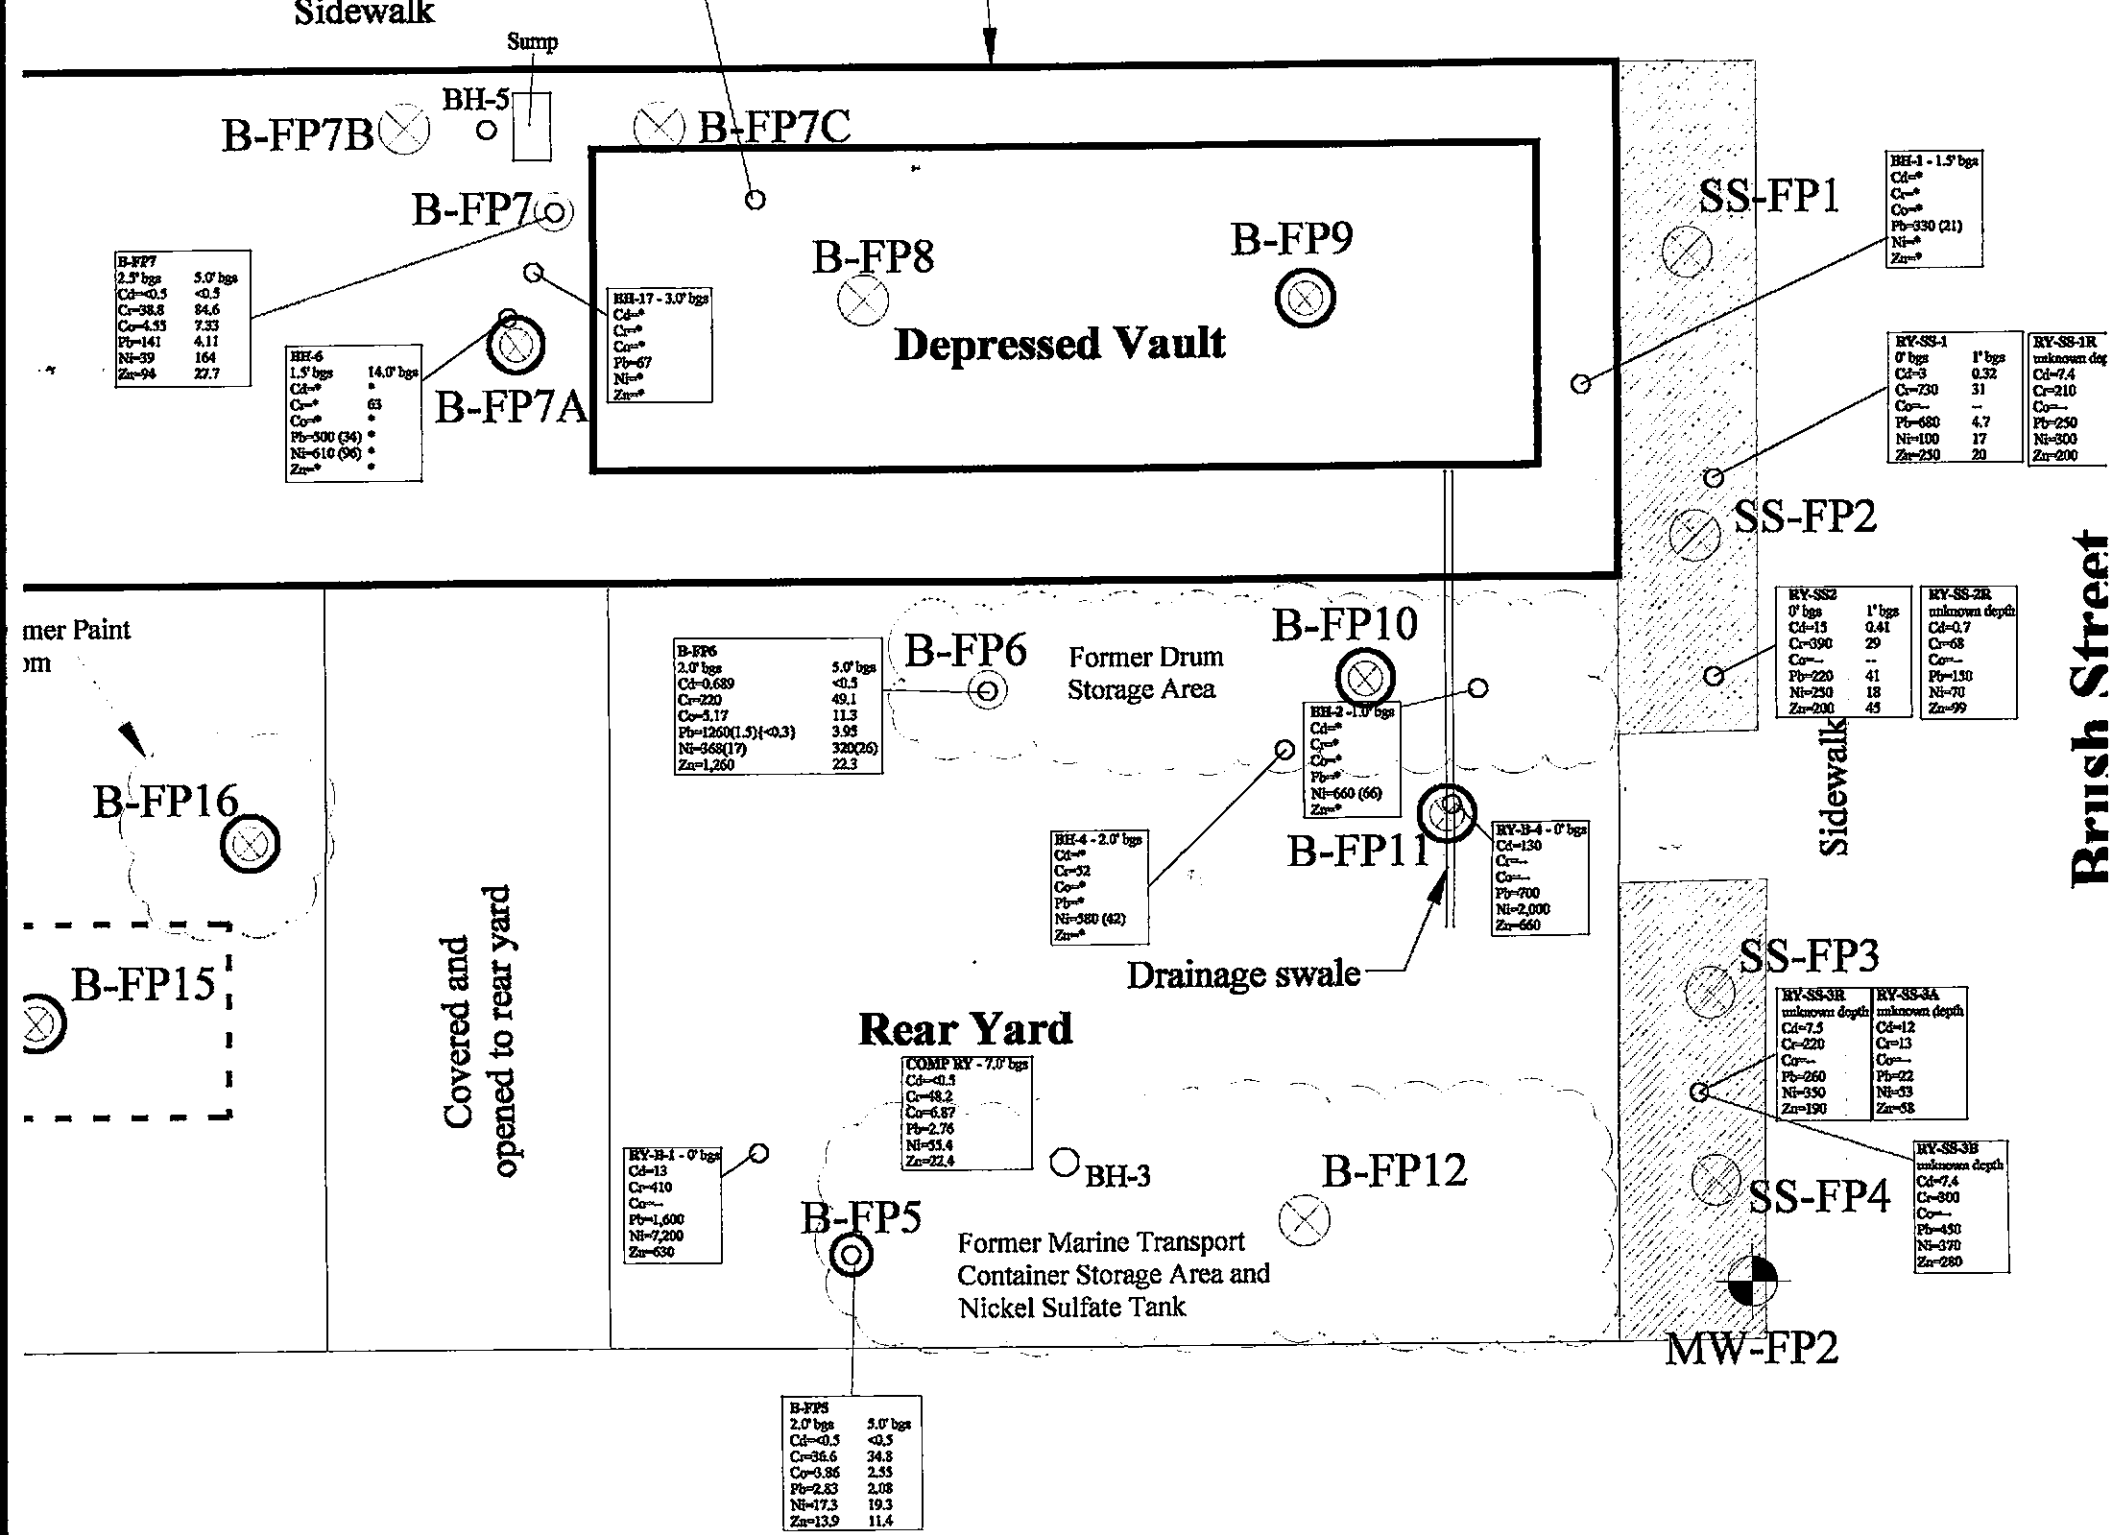 Sidewalk
Sump
BH-5
B-FP7B
B-FP7C
B-FP7
SS-FP1
BH-1 - 1.5' bgs
Cd=*
Cr=*
Co=*
Pb=330 (21)
Ni=*
Zn=*
B-FP7
2.5' bgs 5.0' bgs
Cd=<0.5 <0.5
Cr=38.8 84.6
Co=4.55 7.33
Pb=141 4.11
Ni=39 164
Zn=94 27.7
B-FP8
B-FP9
Depressed Vault
BH-17 - 3.0' bgs
Cd=*
Cr=*
Co=*
Pb=67
Ni=*
Zn=*
BH-6
1.5' bgs 14.0' bgs
Cd=* *
Cr=* 63
Co=* *
Pb=500 (34) *
Ni=610 (96) *
Zn=* *
B-FP7A
RY-SS-1
0' bgs 1' bgs
Cd=3 0.32
Cr=730 31
Co=-- --
Pb=680 4.7
Ni=100 17
Zn=250 20
RY-SS-1R
unknown dep
Cd=7.4
Cr=210
Co=--
Pb=250
Ni=300
Zn=200
SS-FP2
Brush Street
mer Paint
om
B-FP6
2.0' bgs 5.0' bgs
Cd=0.689 <0.5
Cr=220 49.1
Co=5.17 11.3
Pb=1260(1.5){<0.3} 3.95
Ni=368(17) 320(26)
Zn=1,260 22.3
B-FP6
Former Drum
Storage Area
B-FP10
BH-2 -1.0' bgs
Cd=*
Cr=*
Co=*
Pb=*
Ni=660 (66)
Zn=*
RY-SS2
0' bgs 1' bgs
Cd=15 0.41
Cr=390 29
Co=-- --
Pb=220 41
Ni=250 18
Zn=200 45
RY-SS-2R
unknown depth
Cd=0.7
Cr=68
Co=--
Pb=150
Ni=70
Zn=99
Sidewalk
B-FP16
B-FP15
Covered and
opened to rear yard
BH-4 - 2.0' bgs
Cd=*
Cr=52
Co=*
Pb=*
Ni=580 (42)
Zn=*
B-FP11
RY-B-4 - 0' bgs
Cd=130
Cr=--
Co=--
Pb=700
Ni=2,000
Zn=660
Drainage swale
Rear Yard
SS-FP3
RY-SS-3R
unknown depth
Cd=7.5
Cr=220
Co=--
Pb=260
Ni=350
Zn=190
RY-SS-3A
unknown depth
Cd=12
Cr=13
Co=--
Pb=22
Ni=53
Zn=58
COMP RY - 7.0' bgs
Cd=<0.5
Cr=48.2
Co=6.87
Pb=2.76
Ni=55.4
Zn=22.4
RY-B-1 - 0' bgs
Cd=13
Cr=410
Co=--
Pb=1,600
Ni=7,200
Zn=630
BH-3
B-FP12
B-FP5
Former Marine Transport
Container Storage Area and
Nickel Sulfate Tank
RY-SS-3B
unknown depth
Cd=7.4
Cr=300
Co=--
Pb=450
Ni=370
Zn=280
SS-FP4
MW-FP2
B-FP5
2.0' bgs 5.0' bgs
Cd=<0.5 <0.5
Cr=36.6 34.8
Co=3.86 2.55
Pb=2.83 2.08
Ni=17.3 19.3
Zn=13.9 11.4